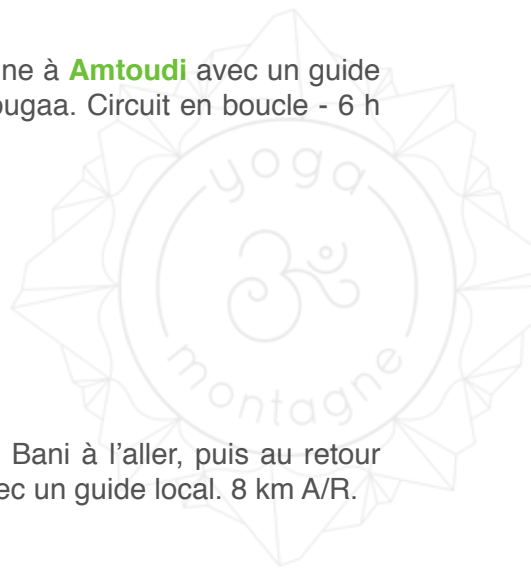 ne à Amtoudi avec un guide
ougaa. Circuit en boucle - 6 h
yoga
montagne
Bani à l’aller, puis au retour
ec un guide local. 8 km A/R.